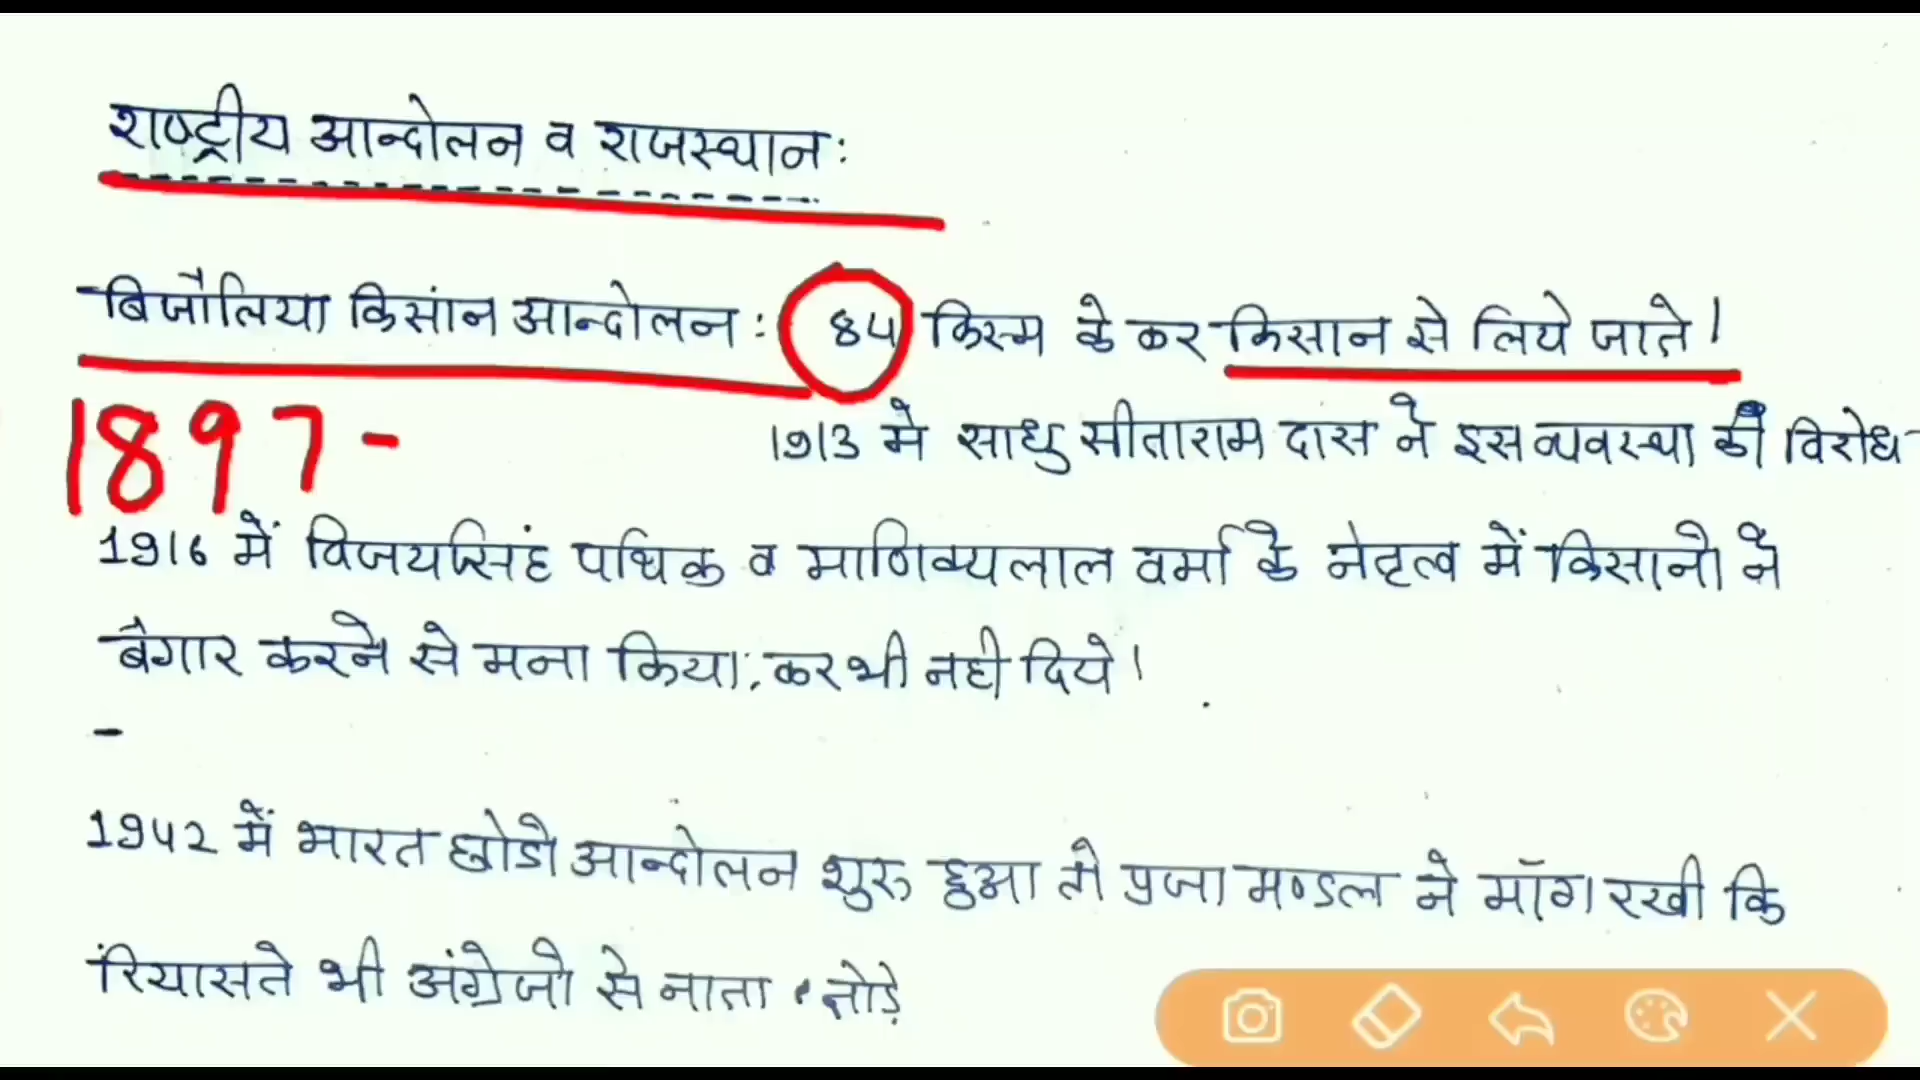 राष्ट्रीय आन्दोलन व राजस्थान:
-बिजौलिया किसान आन्दोलन: 84 किस्म के कर किसान से लिये जाते।
1897 -
1913 मे साधु सीताराम दास ने इस व्यवस्था की विरोध
1916 में विजयसिंह पथिक व माणिक्यलाल वर्मा के नेतृत्व में किसानो ने
बैगार करने से मना किया; कर भी नही दिये।
-
1942 में भारत छोडो आन्दोलन शुरु हुआ तो प्रजा मण्डल ने मॉग रखी कि
रियासते भी अंग्रेजो से नाता तोड़े